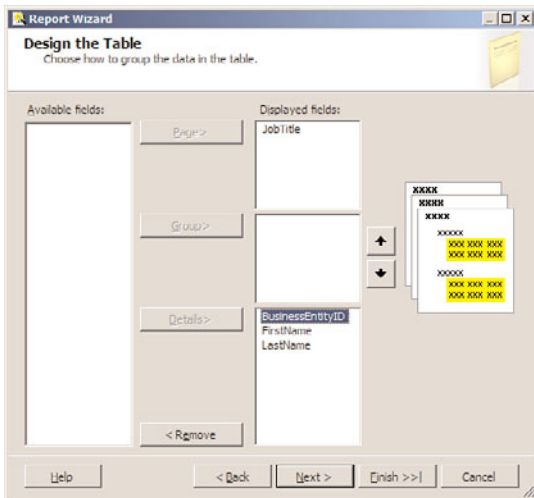 Report Wizard
Design the Table
Choose how to group the data in the table.
Available fields:
Displayed fields:
Page>
JobTitle
Group>
Details>
BusinessEntityID
FirstName
LastName
< Remove
XXXX
XXXX
XXXX
XXXXX
XXX XXX XXX
XXX XXX XXX
XXXXX
XXX XXX XXX
XXX XXX XXX
Help
< Back
Next >
Finish >>|
Cancel